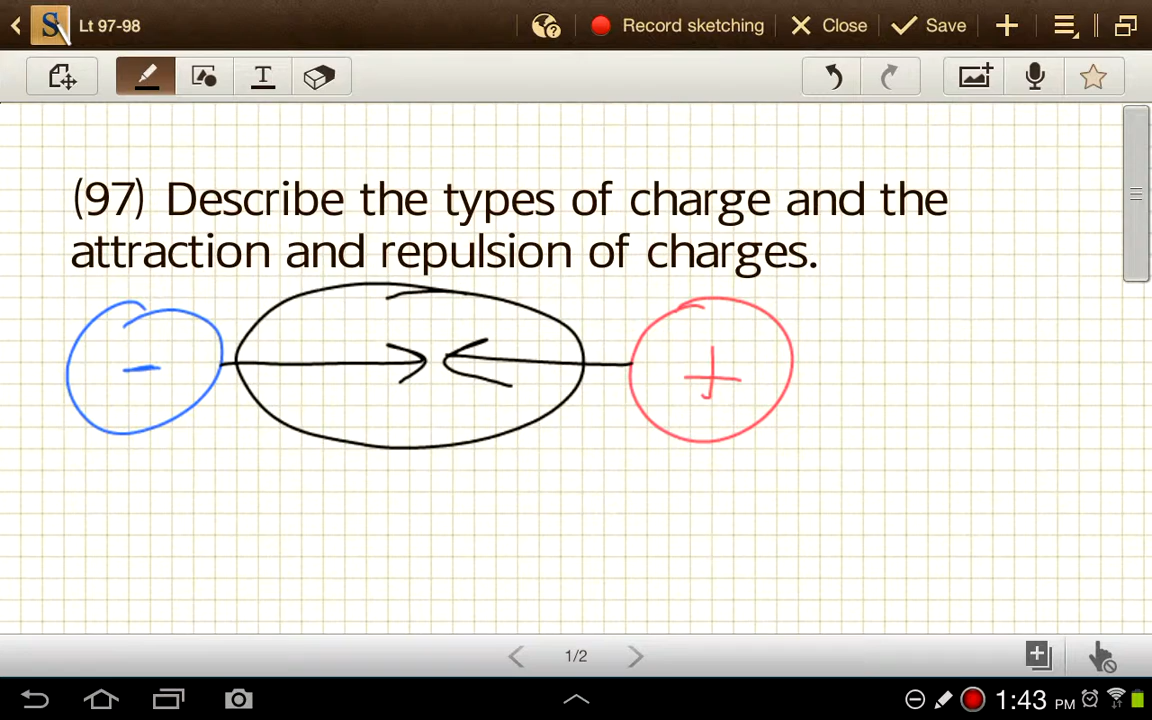 S Lt 97-98 Record sketching Close Save
T
(97) Describe the types of charge and the
attraction and repulsion of charges.
- +
1/2
1:43 PM